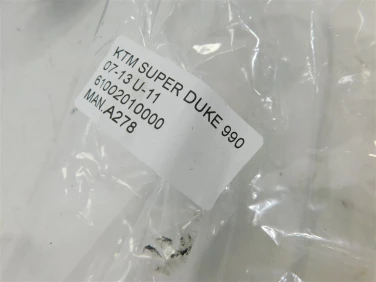 KTM SUPER DUKE 990
07-13 U-11
61002010000
MAN.A278